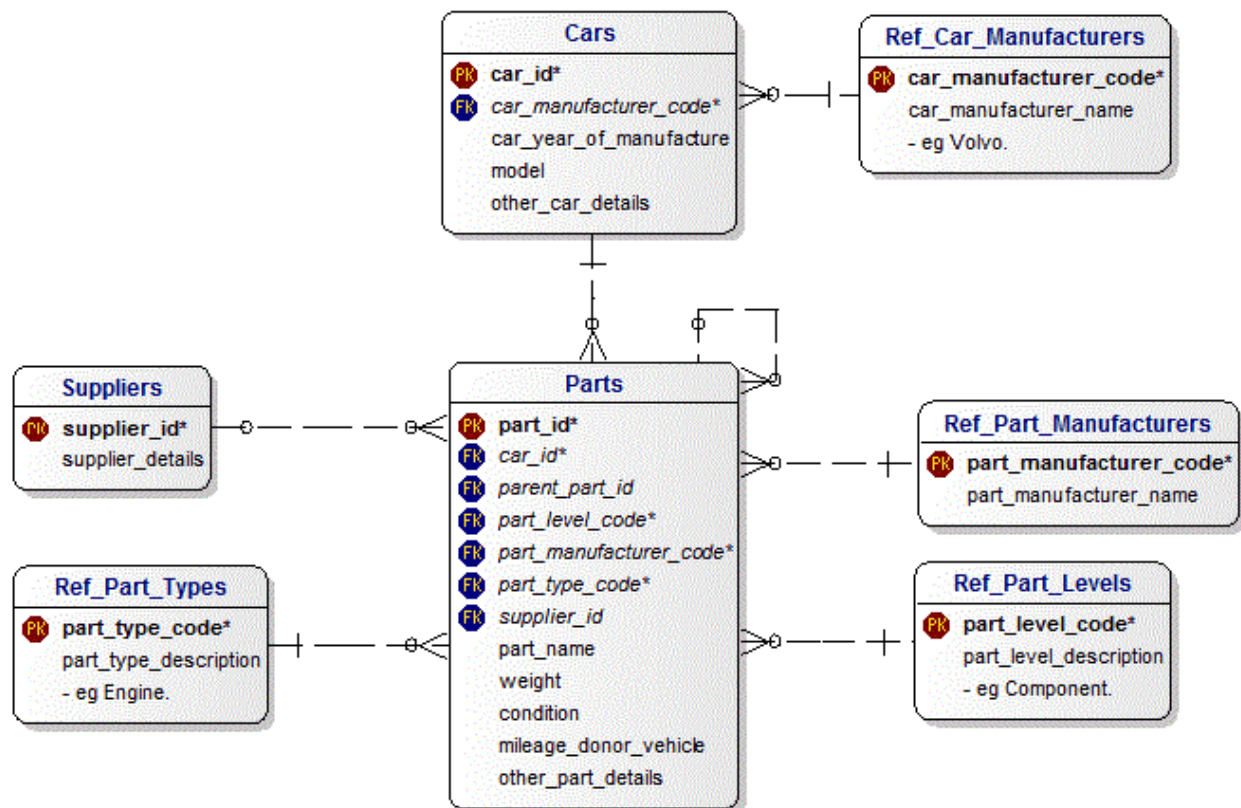 Cars
PK car_id*
FK car_manufacturer_code*
car_year_of_manufacture
model
other_car_details
Ref_Car_Manufacturers
PK car_manufacturer_code*
car_manufacturer_name
- eg Volvo.
Suppliers
PK supplier_id*
supplier_details
Parts
PK part_id*
FK car_id*
FK parent_part_id
FK part_level_code*
FK part_manufacturer_code*
FK part_type_code*
FK supplier_id
part_name
weight
condition
mileage_donor_vehicle
other_part_details
Ref_Part_Manufacturers
PK part_manufacturer_code*
part_manufacturer_name
Ref_Part_Types
PK part_type_code*
part_type_description
- eg Engine.
Ref_Part_Levels
PK part_level_code*
part_level_description
- eg Component.